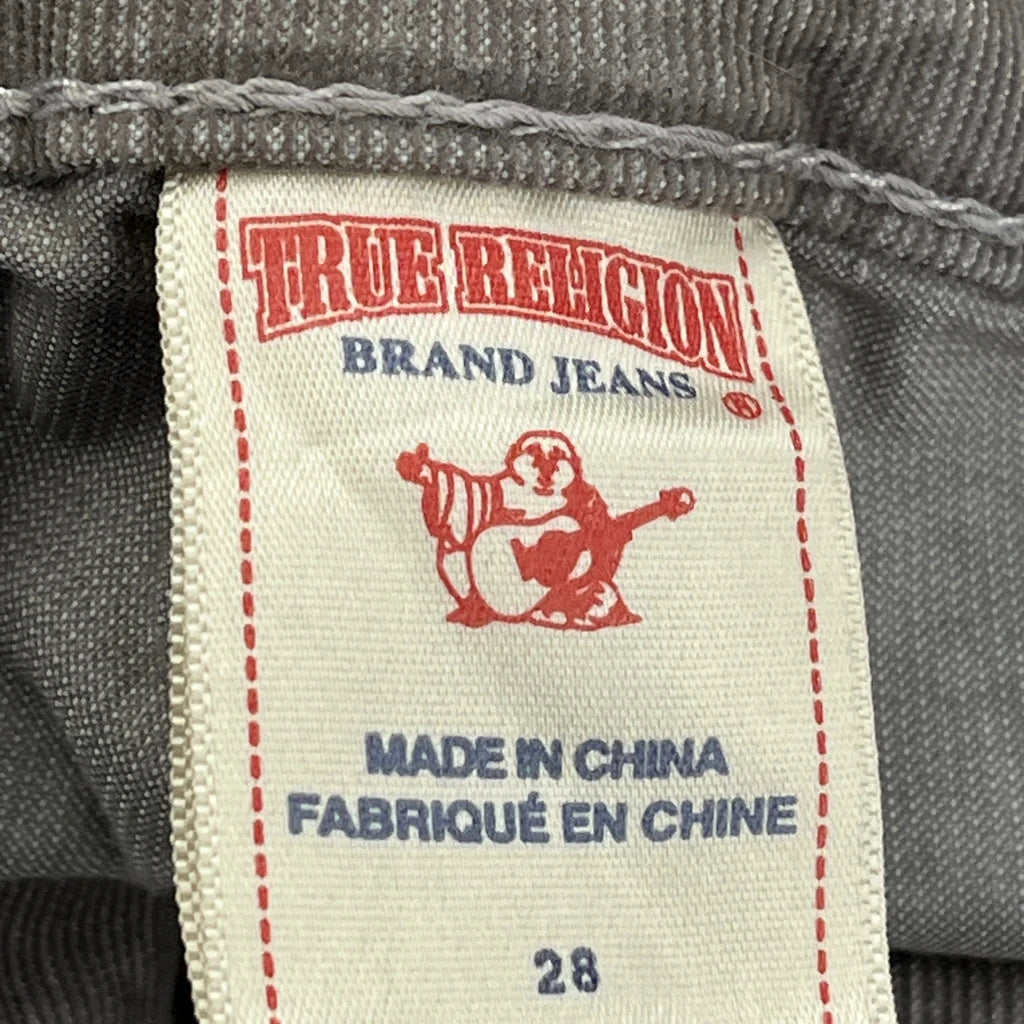 TRUE RELIGION
BRAND JEANS
®
MADE IN CHINA
FABRIQUÉ EN CHINE
28